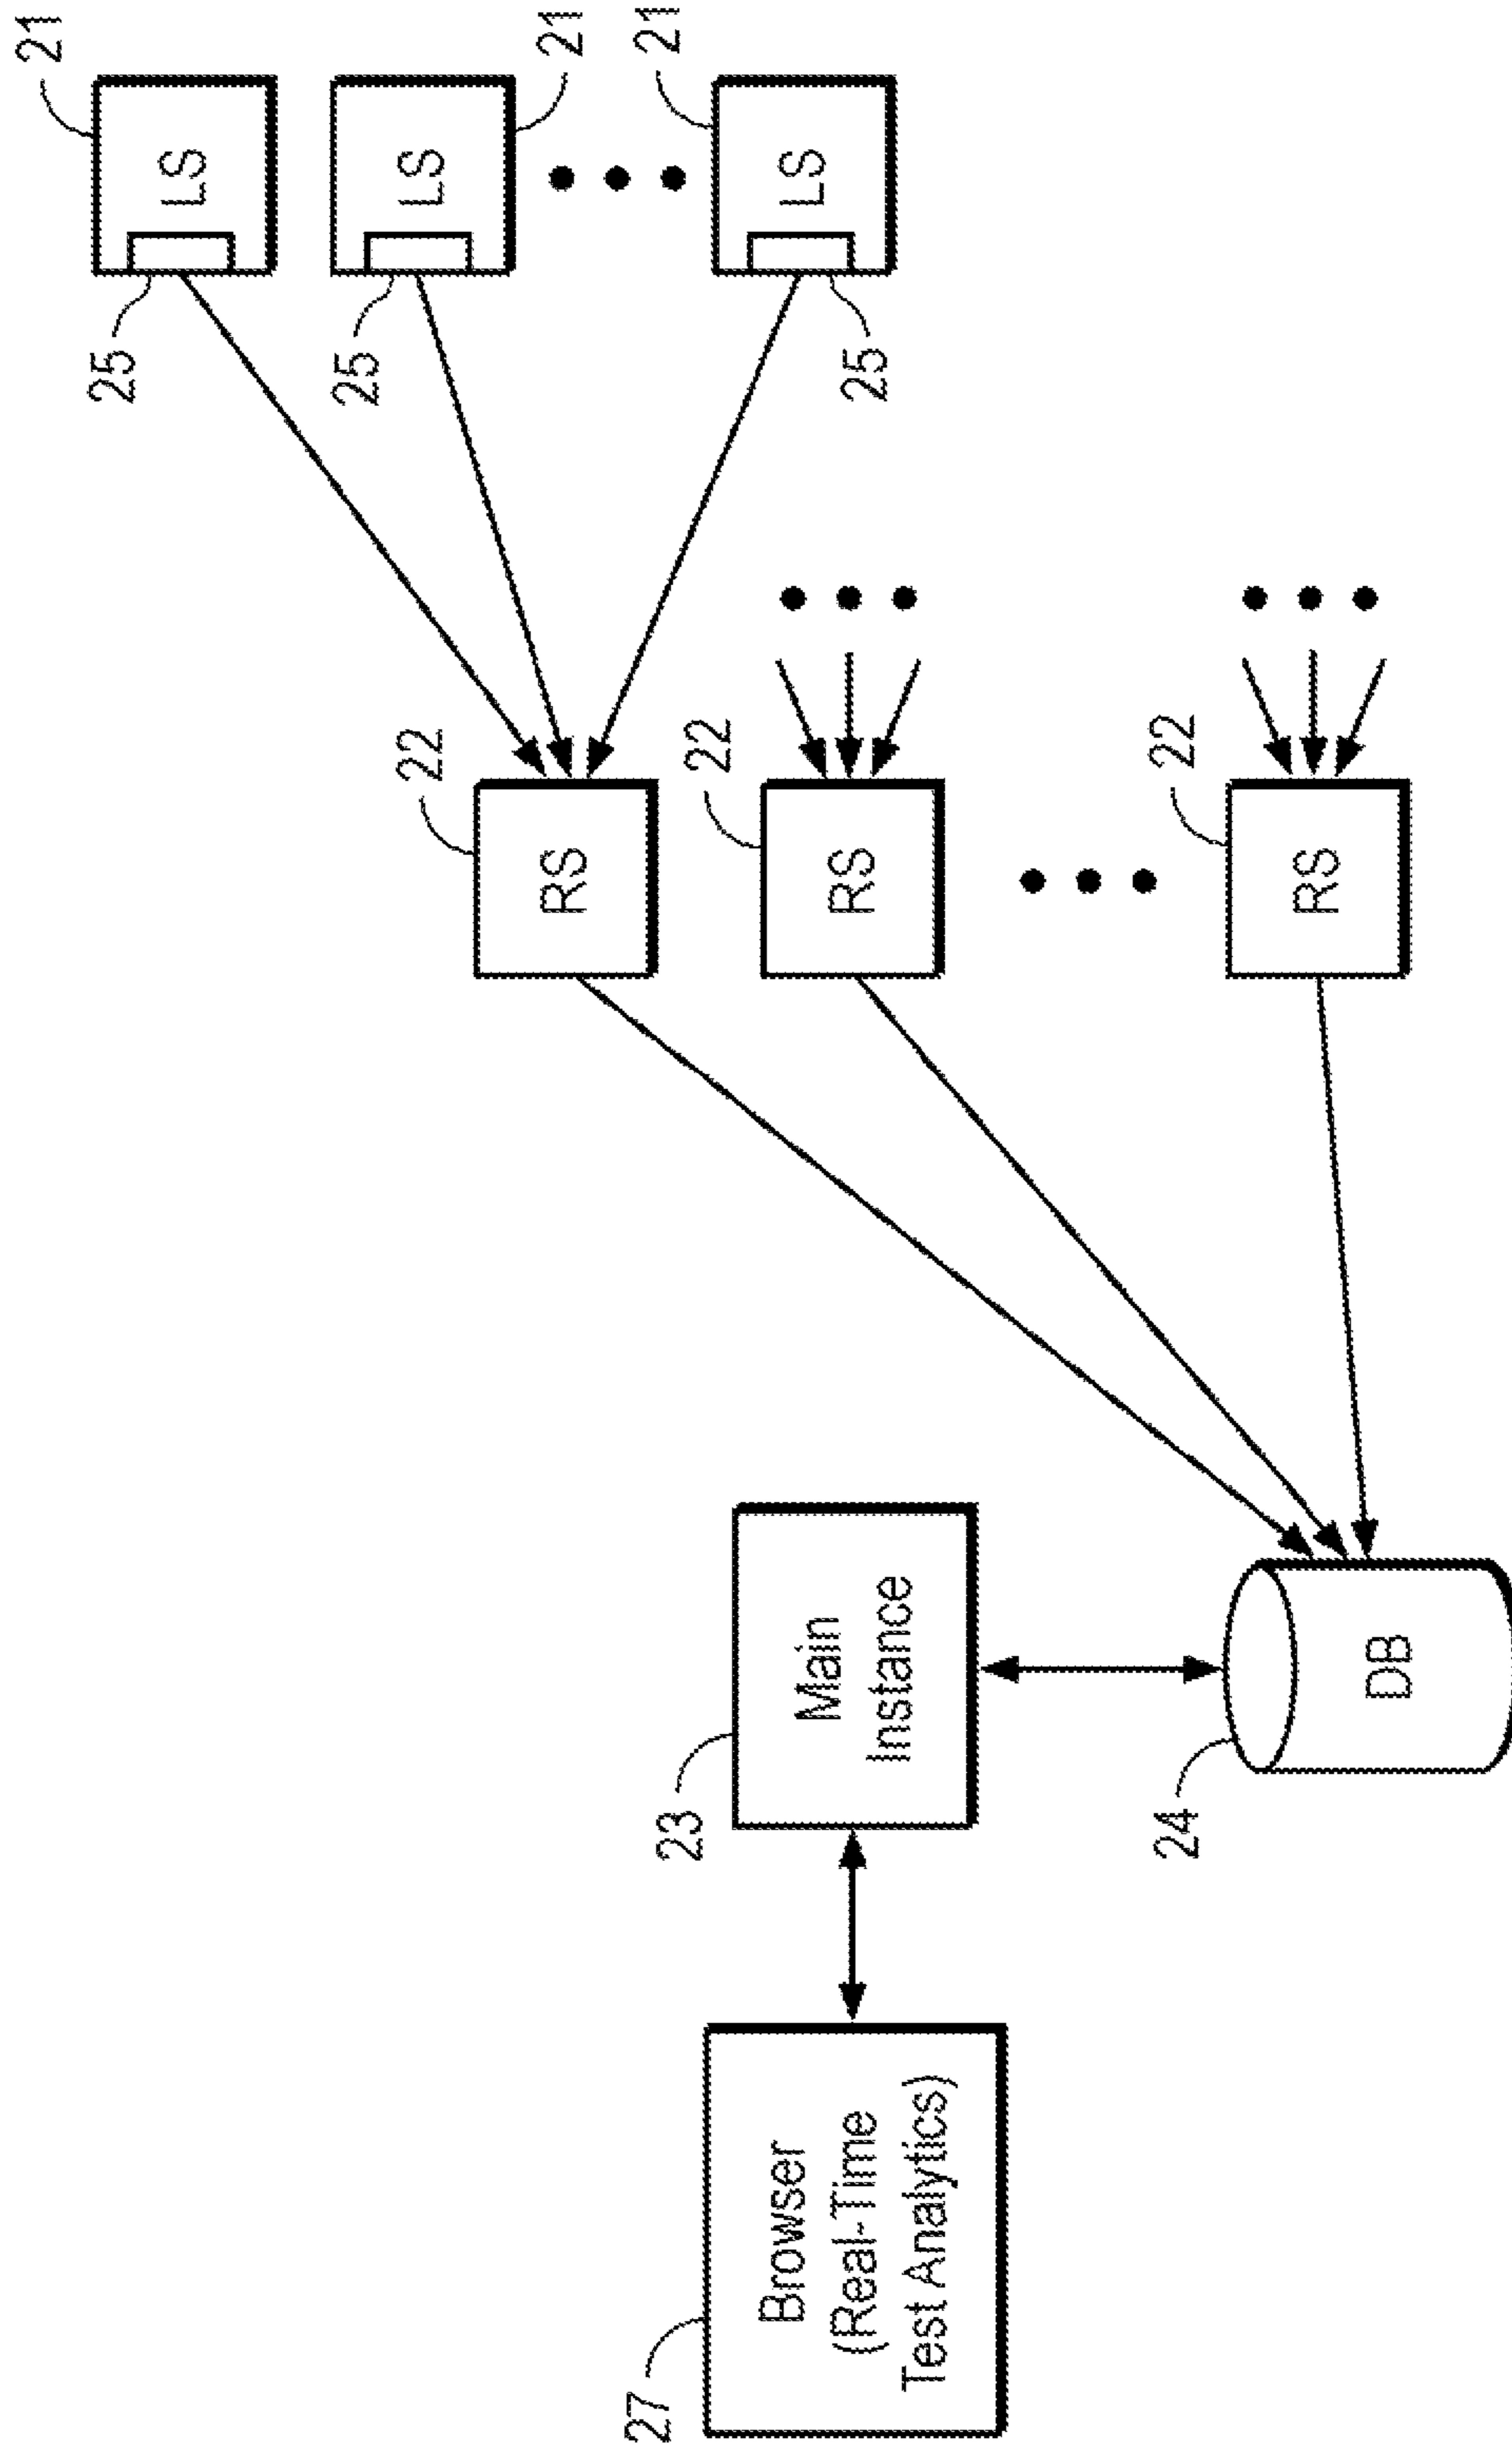 21
LS
25
21
LS
25
21
LS
25
22
RS
22
RS
22
RS
23
Main
Instance
24
DB
27
Browser
(Real-Time
Test Analytics)